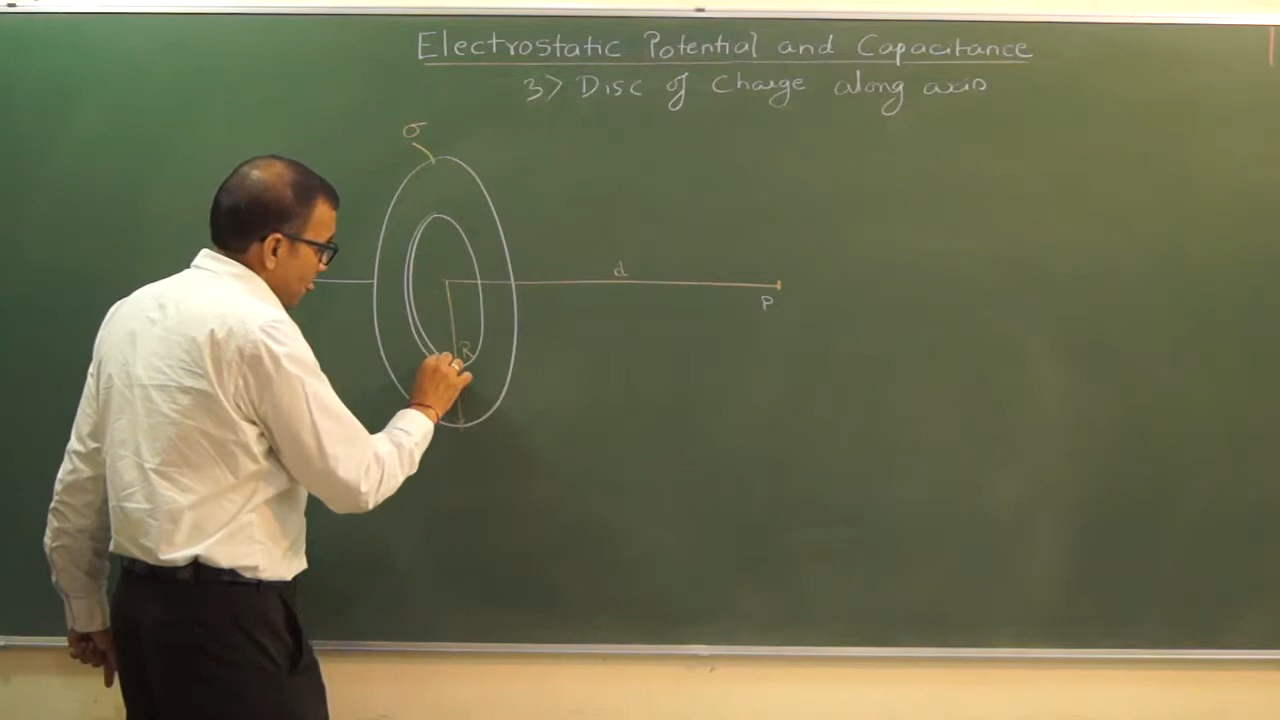 Electrostatic Potential and Capacitance
3> Disc of Charge along axis
σ
d
P
R